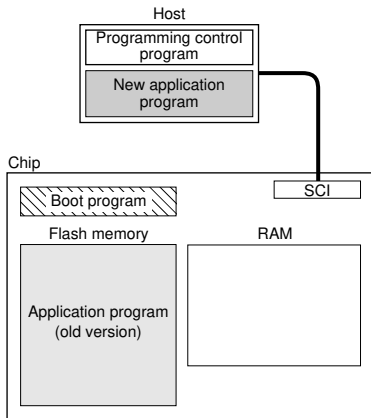 Host
Programming control
program
New application
program
Chip
SCI
Boot program
Flash memory
RAM
Application program
(old version)